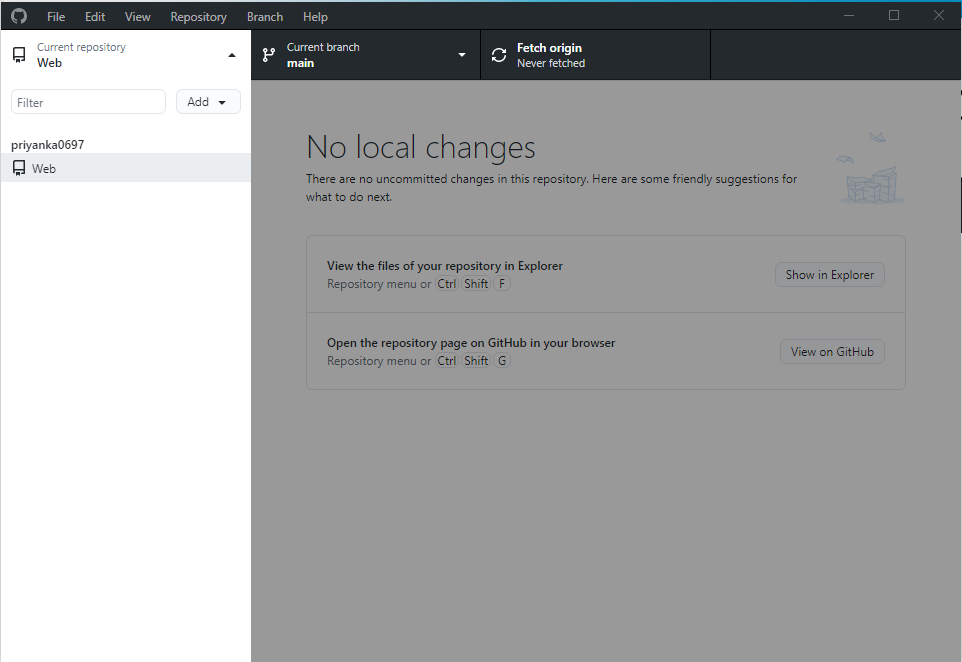 File Edit View Repository Branch Help
Current repository
Web
Current branch
main
Fetch origin
Never fetched
Filter
Add
priyanka0697
Web
No local changes
There are no uncommitted changes in this repository. Here are some friendly suggestions for
what to do next.
View the files of your repository in Explorer
Repository menu or Ctrl Shift F
Show in Explorer
Open the repository page on GitHub in your browser
Repository menu or Ctrl Shift G
View on GitHub